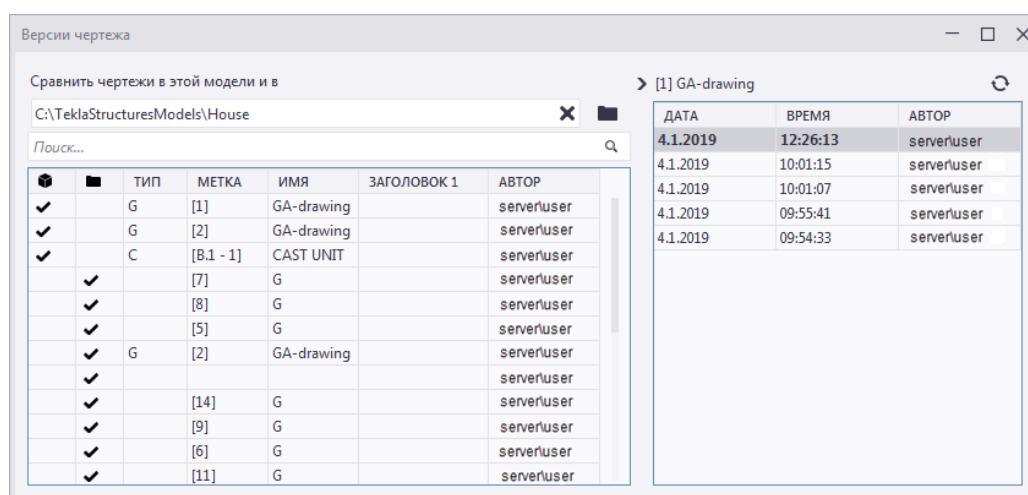 Версии чертежа
Сравнить чертежи в этой модели и в
C:\TeklaStructuresModels\House
Поиск...
ТИП МЕТКА ИМЯ ЗАГОЛОВОК 1 АВТОР
G [1] GA-drawing server\user
G [2] GA-drawing server\user
C [B.1 - 1] CAST UNIT server\user
[7] G server\user
[8] G server\user
[5] G server\user
G [2] GA-drawing server\user
server\user
[14] G server\user
[9] G server\user
[6] G server\user
[11] G server\user
[1] GA-drawing
ДАТА ВРЕМЯ АВТОР
4.1.2019 12:26:13 server\user
4.1.2019 10:01:15 server\user
4.1.2019 10:01:07 server\user
4.1.2019 09:55:41 server\user
4.1.2019 09:54:33 server\user